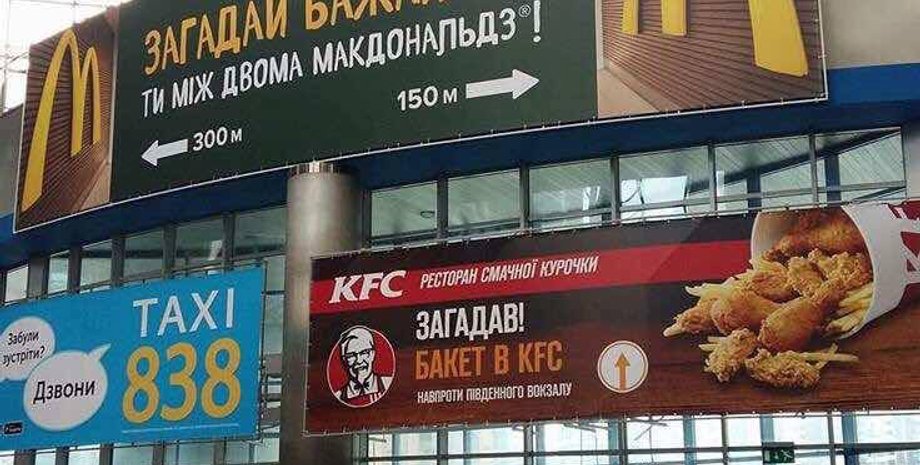 ЗАГАДАЙ
ТИ МІЖ ДВОМА МАКДОНАЛЬДЗ®!
150 м
300 м
KFC
РЕСТОРАН СМАЧНОЇ КУРОЧКИ
ЗАГАДАВ!
БАКЕТ В KFC
НАВПРОТИ ПІВДЕННОГО ВОКЗАЛУ
KFC
Забули
зустріти?
Дзвони
TAXI
838